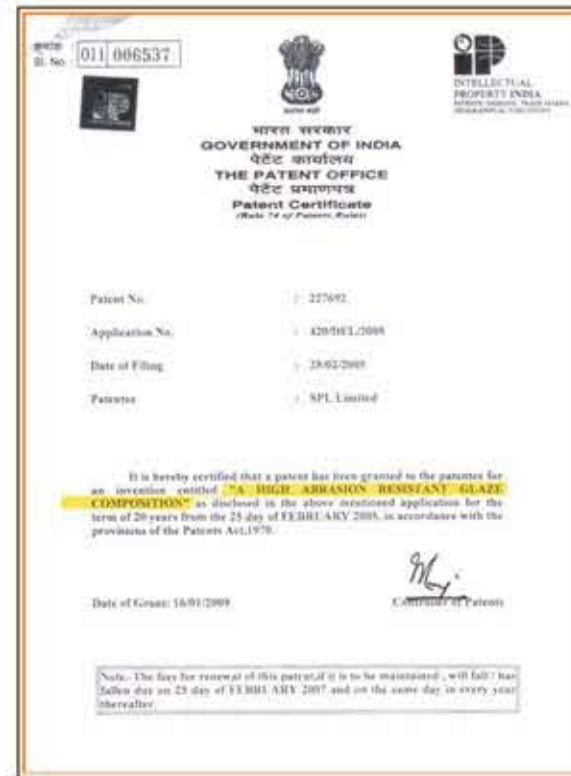 क्रमांक
Sl. No. 011 006537
सत्यमेव जयते
INTELLECTUAL
PROPERTY INDIA
भारत सरकार
GOVERNMENT OF INDIA
पेटेंट कार्यालय
THE PATENT OFFICE
पेटेंट प्रमाणपत्र
Patent Certificate
(Rule 74 of Patents Rules)
Patent No. : 227692
Application No. : 420/DEL/2005
Date of Filing : 25/02/2005
Patentee : SPL Limited
It is hereby certified that a patent has been granted to the patentee for
an invention entitled "A HIGH ABRASION RESISTANT GLAZE
COMPOSITION" as disclosed in the above mentioned application for the
term of 20 years from the 25 day of FEBRUARY 2005, in accordance with the
provisions of the Patents Act,1970.
Date of Grant: 16/01/2009
Controller of Patents
Note.- The fees for renewal of this patent,if it is to be maintained , will fall / has
fallen due on 25 day of FEBRUARY 2007 and on the same day in every year
thereafter.